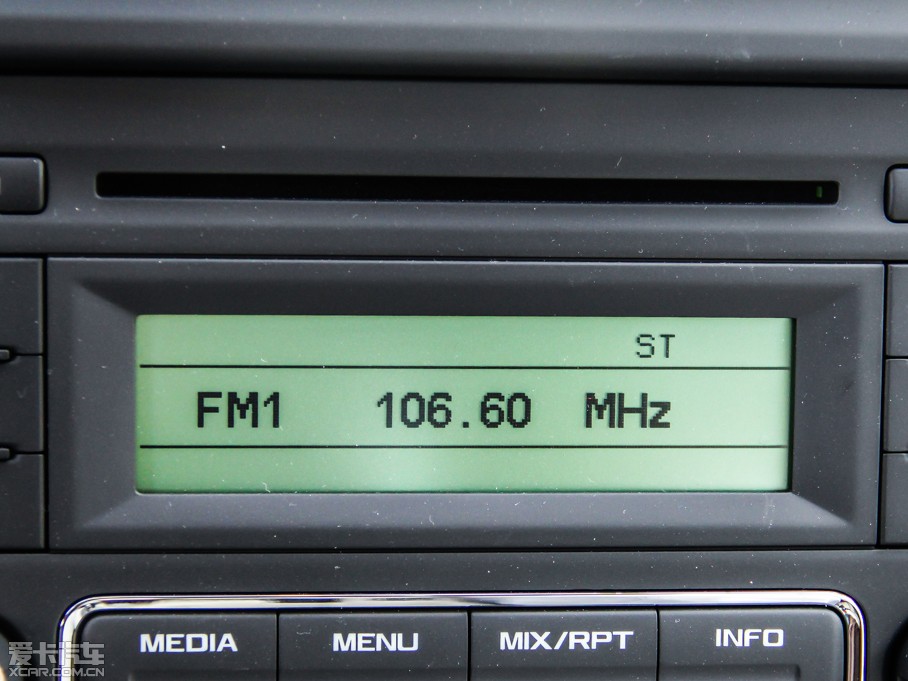 ST
FM1 106.60 MHz
MEDIA MENU MIX/RPT INFO
爱卡汽车
XCAR.COM.CN